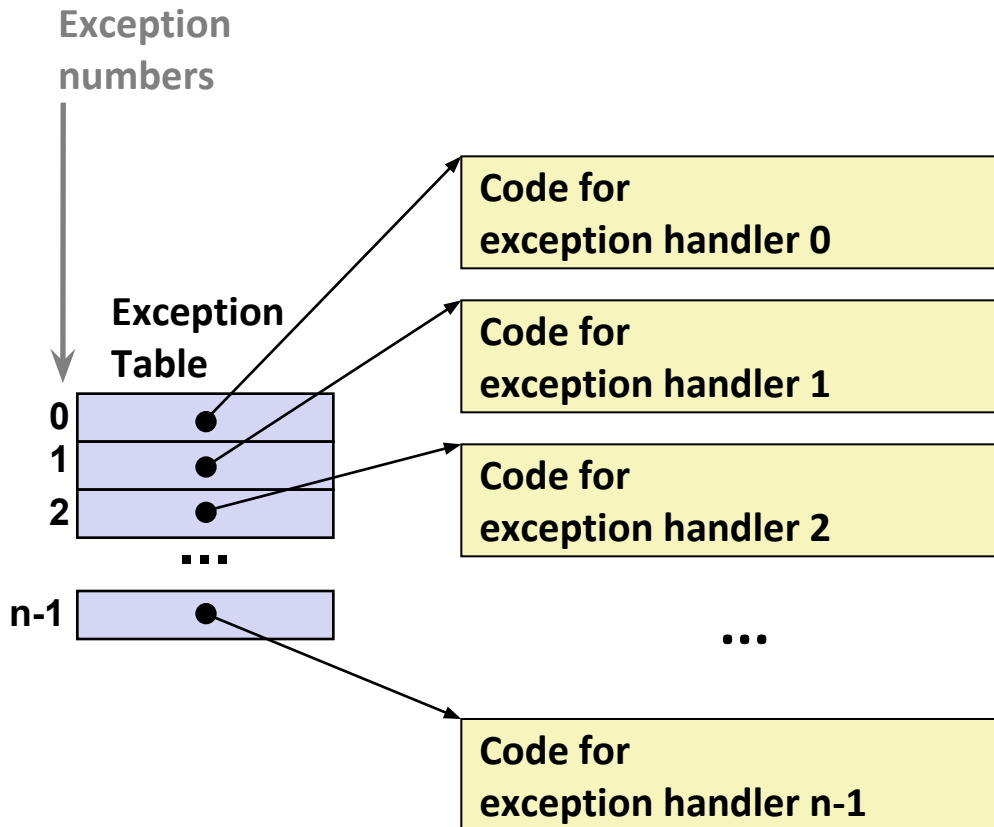 Exception
numbers
Exception
Table
0
1
2
...
n-1
Code for
exception handler 0
Code for
exception handler 1
Code for
exception handler 2
...
Code for
exception handler n-1